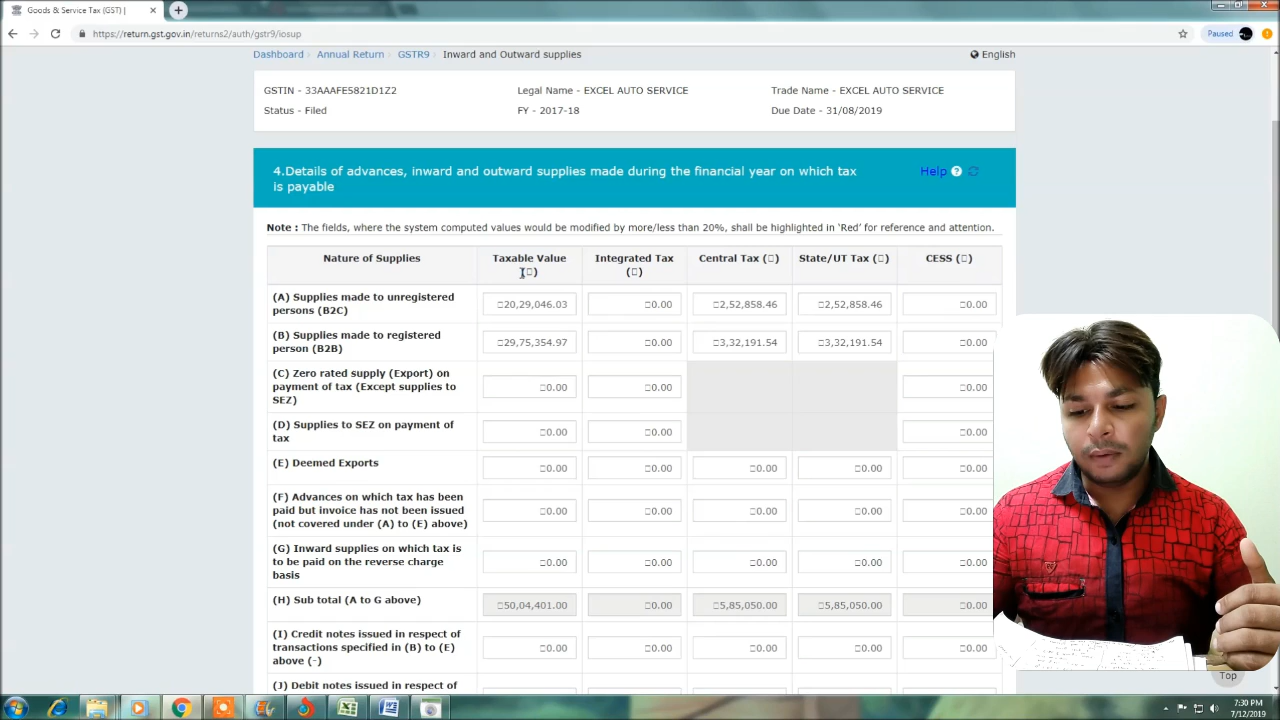 Goods & Service Tax (GST) |
https://return.gst.gov.in/returns2/auth/gstr9/iosup
Paused
Dashboard Annual Return GSTR9 Inward and Outward supplies English
GSTIN - 33AAAFE5821D1Z2 Legal Name - EXCEL AUTO SERVICE Trade Name - EXCEL AUTO SERVICE
Status - Filed FY - 2017-18 Due Date - 31/08/2019
4.Details of advances, inward and outward supplies made during the financial year on which tax
is payable
Help ?
Note : The fields, where the system computed values would be modified by more/less than 20%, shall be highlighted in 'Red' for reference and attention.
Nature of Supplies Taxable Value Integrated Tax Central Tax (□) State/UT Tax (□) CESS (□)
(□) (□)
(A) Supplies made to unregistered
persons (B2C)
□20,29,046.03 □0.00 □2,52,858.46 □2,52,858.46 □0.00
(B) Supplies made to registered
person (B2B)
□29,75,354.97 □0.00 □3,32,191.54 □3,32,191.54 □0.00
(C) Zero rated supply (Export) on
payment of tax (Except supplies to
SEZ)
□0.00 □0.00 □0.00
(D) Supplies to SEZ on payment of
tax
□0.00 □0.00 □0.00
(E) Deemed Exports
□0.00 □0.00 □0.00 □0.00 □0.00
(F) Advances on which tax has been
paid but invoice has not been issued
(not covered under (A) to (E) above)
□0.00 □0.00 □0.00 □0.00 □0.00
(G) Inward supplies on which tax is
to be paid on the reverse charge
basis
□0.00 □0.00 □0.00 □0.00 □0.00
(H) Sub total (A to G above)
□50,04,401.00 □0.00 □5,85,050.00 □5,85,050.00 □0.00
(I) Credit notes issued in respect of
transactions specified in (B) to (E)
above (-)
□0.00 □0.00 □0.00 □0.00 □0.00
(J) Debit notes issued in respect of
Top
7:30 PM
7/12/2019